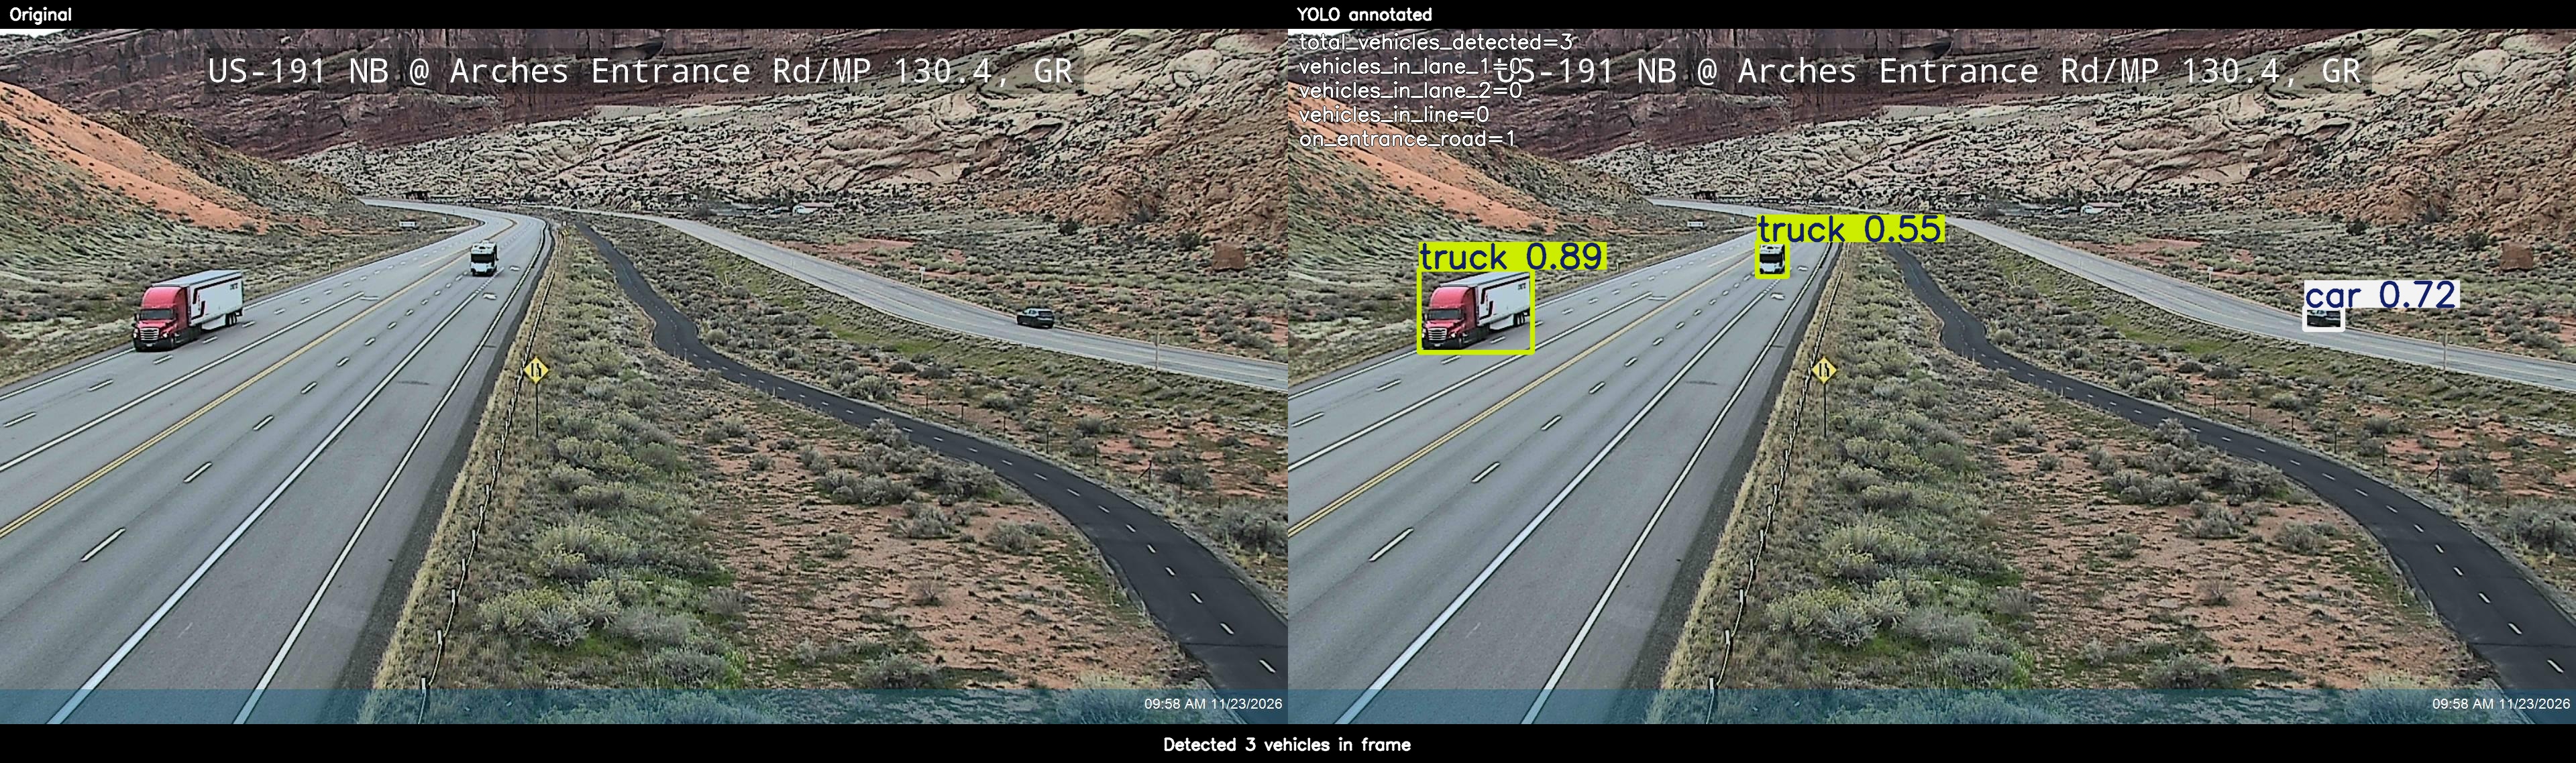 Original
US-191 NB @ Arches Entrance Rd/MP 130.4, GR
09:58 AM 11/23/2026
YOLO annotated
total_vehicles_detected=3
vehicles_in_lane_1=0
US-191 NB @ Arches Entrance Rd/MP 130.4, GR
vehicles_in_lane_2=0
vehicles_in_line=0
on_entrance_road=1
truck 0.55
truck 0.89
car 0.72
09:58 AM 11/23/2026
Detected 3 vehicles in frame